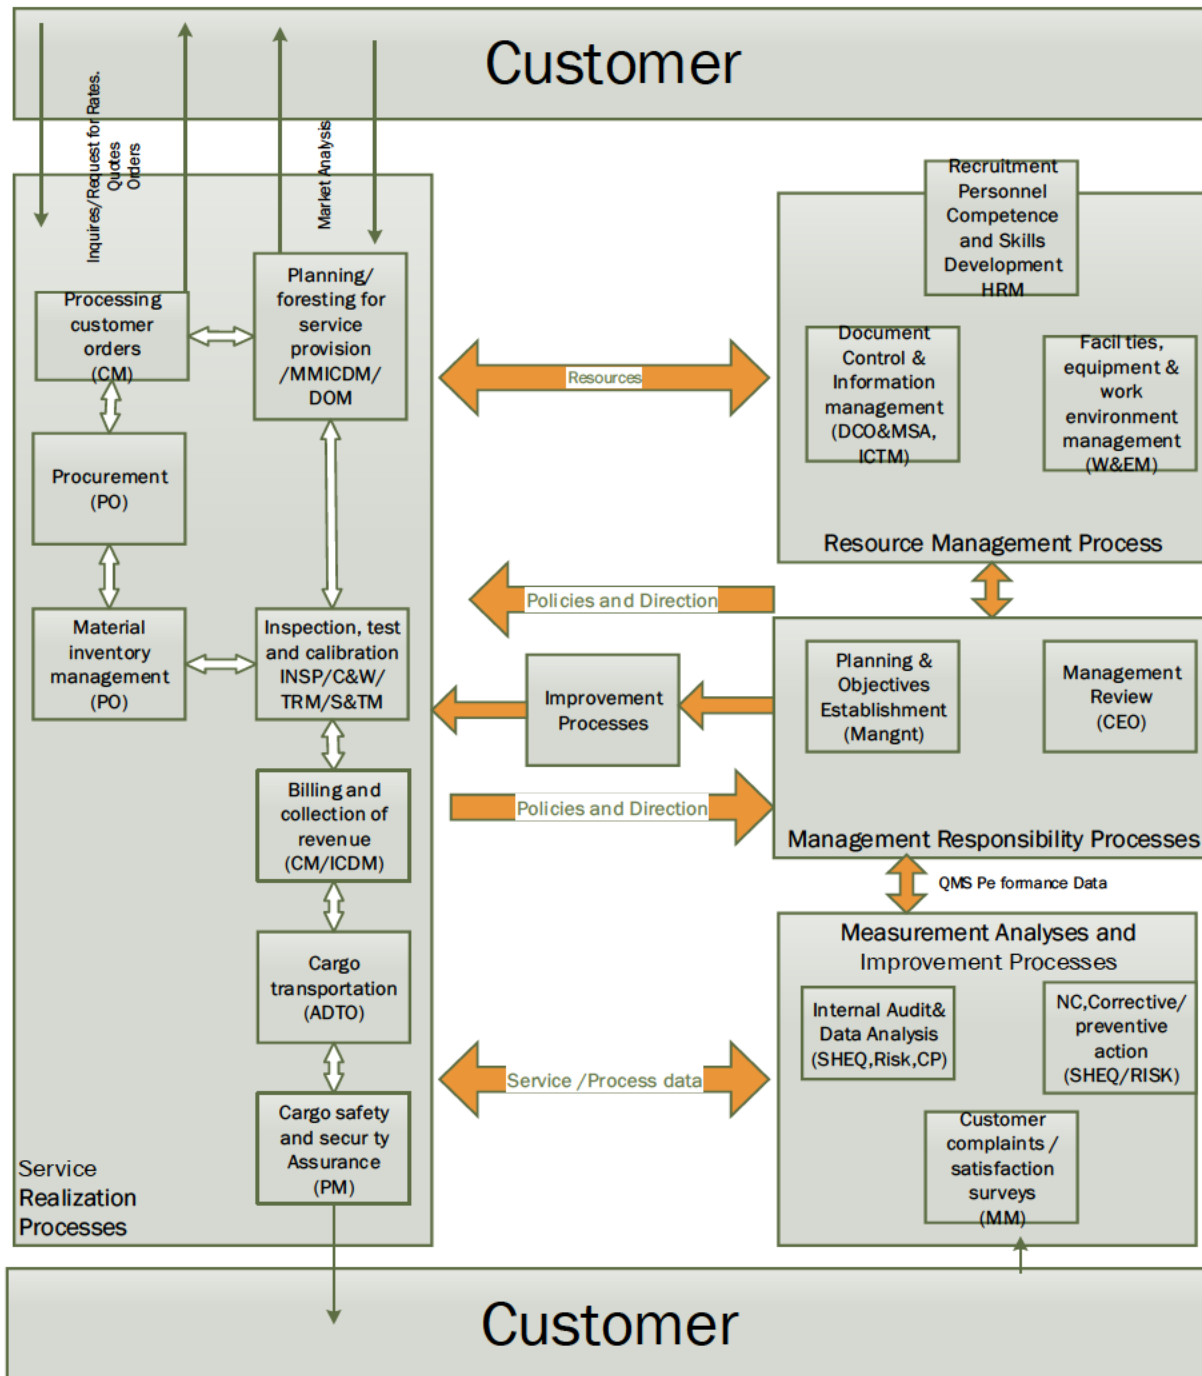 Customer
Inquires/Request for Rates.
Quotes
Orders
Market Analysis
Processing
customer
orders
(CM)
Planning/
foresting for
service
provision
/MMICDM/
DOM
Procurement
(PO)
Material
inventory
management
(PO)
Inspection, test
and calibration
INSP/C&W/
TRM/S&TM
Billing and
collection of
revenue
(CM/ICDM)
Cargo
transportation
(ADTO)
Cargo safety
and secur ty
Assurance
(PM)
Service
Realization
Processes
Resources
Policies and Direction
Improvement
Processes
Policies and Direction
Service /Process data
Recruitment
Personnel
Competence
and Skills
Development
HRM
Document
Control &
Information
management
(DCO&MSA,
ICTM)
Facilities,
equipment &
work
environment
management
(W&EM)
Resource Management Process
Planning &
Objectives
Establishment
(Mangnt)
Management
Review
(CEO)
Management Responsibility Processes
QMS Pe formance Data
Measurement Analyses and
Improvement Processes
Internal Audit&
Data Analysis
(SHEQ,Risk,CP)
NC,Corrective/
preventive
action
(SHEQ/RISK)
Customer
complaints /
satisfaction
surveys
(MM)
Customer